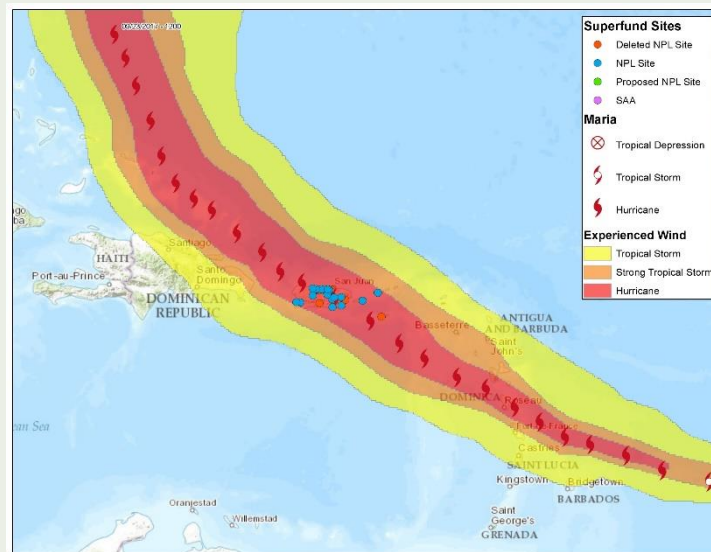 Superfund Sites
Deleted NPL Site
NPL Site
Proposed NPL Site
SAA
Maria
Tropical Depression
Tropical Storm
Hurricane
Experienced Wind
Tropical Storm
Strong Tropical Storm
Hurricane
Santiago
HAITI
Port-au-Prince
Santo
Domingo
DOMINICAN
REPUBLIC
San Juan
Basseterre
ANTIGUA
AND BARBUDA
Saint
John's
DOMINICA
Roseau
Castries
SAINT LUCIA
Kingstown
Bridgetown
BARBADOS
Saint
George's
GRENADA
Oranjestad
Willemstad
ean Sea